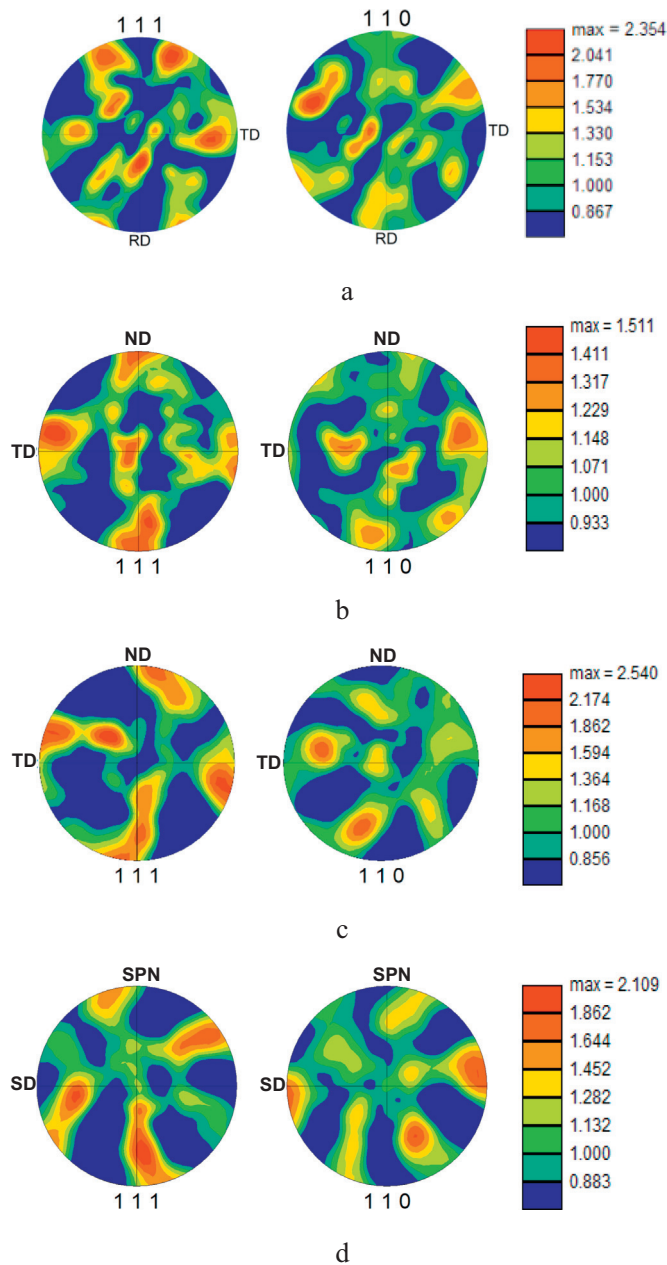 1 1 1
1 1 0
max = 2.354
2.041
1.770
1.534
1.330
1.153
1.000
0.867
TD
TD
RD
RD
a
ND
ND
max = 1.511
1.411
1.317
1.229
1.148
1.071
1.000
0.933
TD
TD
1 1 1
1 1 0
b
ND
ND
max = 2.540
2.174
1.862
1.594
1.364
1.168
1.000
0.856
TD
TD
1 1 1
1 1 0
c
SPN
SPN
max = 2.109
1.862
1.644
1.452
1.282
1.132
1.000
0.883
SD
SD
1 1 1
1 1 0
d